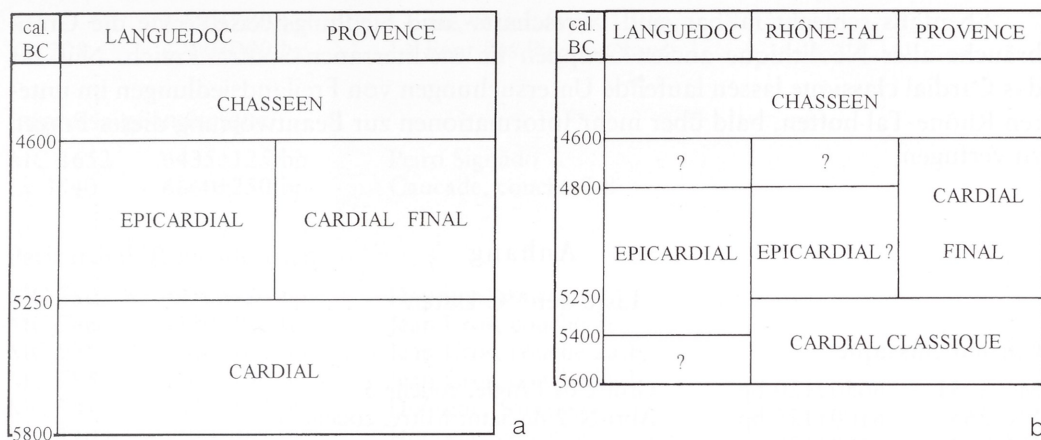 cal. BC LANGUEDOC PROVENCE
CHASSEEN
4600
EPICARDIAL CARDIAL FINAL
5250
CARDIAL
5800
a
cal. BC LANGUEDOC RHÔNE-TAL PROVENCE
CHASSEEN
4600
? ?
4800
CARDIAL
EPICARDIAL EPICARDIAL ? FINAL
5250
5400
CARDIAL CLASSIQUE
?
5600
b